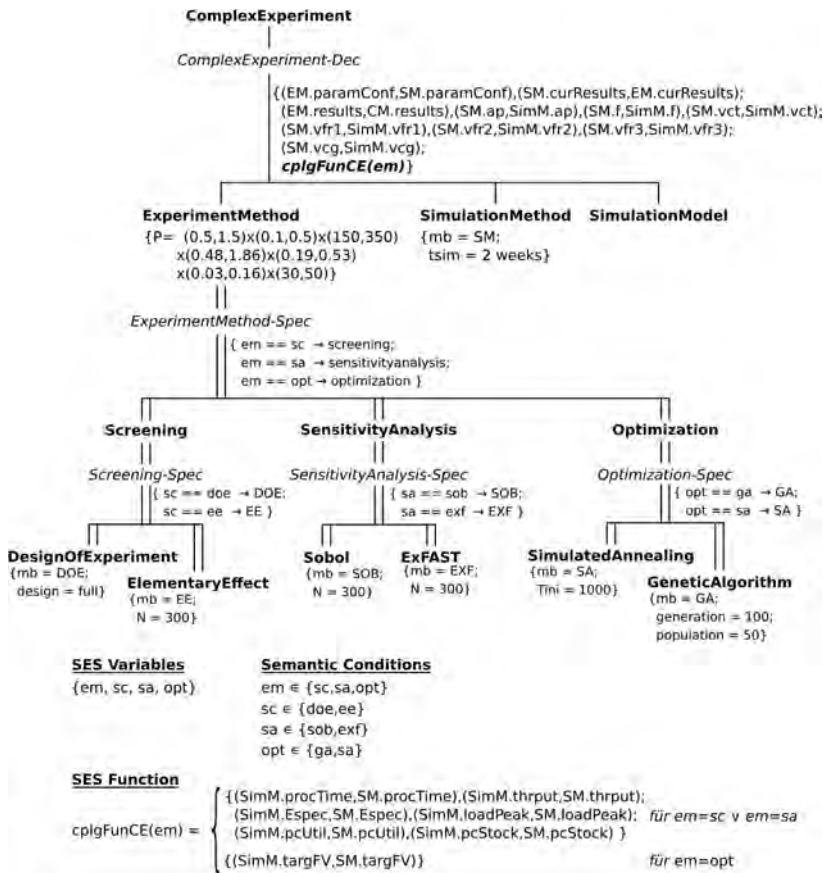 ComplexExperiment
ComplexExperiment-Dec
{(EM.paramConf,SM.paramConf),(SM.curResults,EM.curResults);
(EM.results,CM.results),(SM.ap,SimM.ap),(SM.f,SimM.f),(SM.vct,SimM.vct);
(SM.vfr1,SimM.vfr1),(SM.vfr2,SimM.vfr2),(SM.vfr3,SimM.vfr3);
(SM.vcg,SimM.vcg);
cplgFunCE(em)}
ExperimentMethod SimulationMethod SimulationModel
{P= (0.5,1.5)x(0.1,0.5)x(150,350) {mb = SM;
x(0.48,1.86)x(0.19,0.53) tsim = 2 weeks}
x(0.03,0.16)x(30,50)}
ExperimentMethod-Spec
{ em == sc → screening;
em == sa → sensitivityanalysis;
em == opt → optimization }
Screening SensitivityAnalysis Optimization
Screening-Spec SensitivityAnalysis-Spec Optimization-Spec
{ sc == doe → DOE; { sa == sob → SOB; { opt == ga → GA;
sc == ee → EE } sa == exf → EXF } opt == sa → SA }
DesignOfExperiment Sobol ExFAST SimulatedAnnealing
{mb = DOE; {mb = SOB; {mb = EXF; {mb = SA;
design = full} N = 300} N = 300} Tini = 1000}
ElementaryEffect GeneticAlgorithm
{mb = EE; {mb = GA;
N = 300} generation = 100;
population = 50}
SES Variables Semantic Conditions
{em, sc, sa, opt} em ∈ {sc,sa,opt}
sc ∈ {doe,ee}
sa ∈ {sob,exf}
opt ∈ {ga,sa}
SES Function
{(SimM.procTime,SM.procTime),(SimM.thrput,SM.thrput);
(SimM.Espec,SM.Espec),(SimM,loadPeak,SM.loadPeak); für em=sc v em=sa
cplgFunCE(em) =
(SimM.pcUtil,SM.pcUtil),(SimM.pcStock,SM.pcStock) }
{(SimM.targFV,SM.targFV)} für em=opt